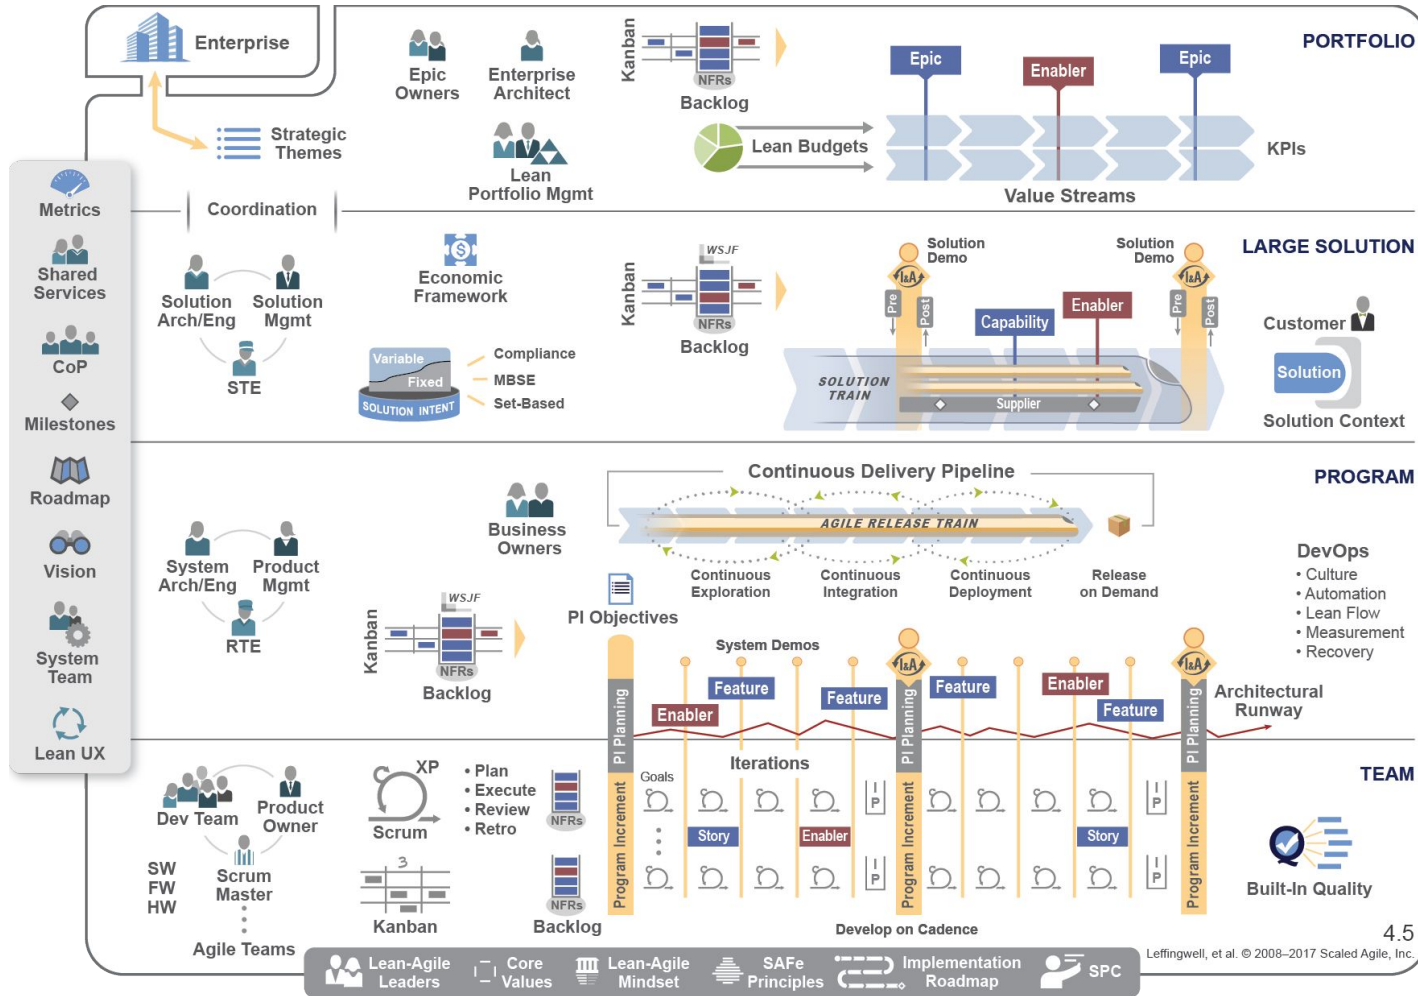 Enterprise
Strategic
Themes
Epic
Owners
Enterprise
Architect
Lean
Portfolio Mgmt
Kanban
NFRs
Backlog
Lean Budgets
Epic
Enabler
Epic
KPIs
Value Streams
PORTFOLIO
Metrics
Shared
Services
CoP
Milestones
Roadmap
Vision
System
Team
Lean UX
Coordination
Solution
Arch/Eng
Solution
Mgmt
STE
Economic
Framework
Variable
Fixed
SOLUTION INTENT
Compliance
MBSE
Set-Based
Kanban
WSJF
NFRs
Backlog
Solution
Demo
I&A
Pre
Post
Capability
Enabler
Solution
Demo
I&A
Pre
Post
SOLUTION
TRAIN
Supplier
LARGE SOLUTION
Customer
Solution
Solution Context
System
Arch/Eng
Product
Mgmt
RTE
Business
Owners
Kanban
WSJF
NFRs
Backlog
Continuous Delivery Pipeline
AGILE RELEASE TRAIN
Continuous
Exploration
Continuous
Integration
Continuous
Deployment
Release
on Demand
PI Objectives
System Demos
PI Planning
Enabler
Feature
Feature
I&A
PI Planning
Feature
Enabler
Feature
I&A
PI Planning
Architectural
Runway
PROGRAM
DevOps
• Culture
• Automation
• Lean Flow
• Measurement
• Recovery
Dev Team
Product
Owner
Scrum
Master
SW
FW
HW
Agile Teams
XP
Scrum
• Plan
• Execute
• Review
• Retro
3
Kanban
NFRs
NFRs
Backlog
Program Increment
Goals
Iterations
Story
Enabler
I
P
I
P
Program Increment
Story
I
P
I
P
Program Increment
Develop on Cadence
TEAM
Built-In Quality
4.5
Leffingwell, et al. © 2008–2017 Scaled Agile, Inc.
Lean-Agile
Leaders
Core
Values
Lean-Agile
Mindset
SAFe
Principles
Implementation
Roadmap
SPC